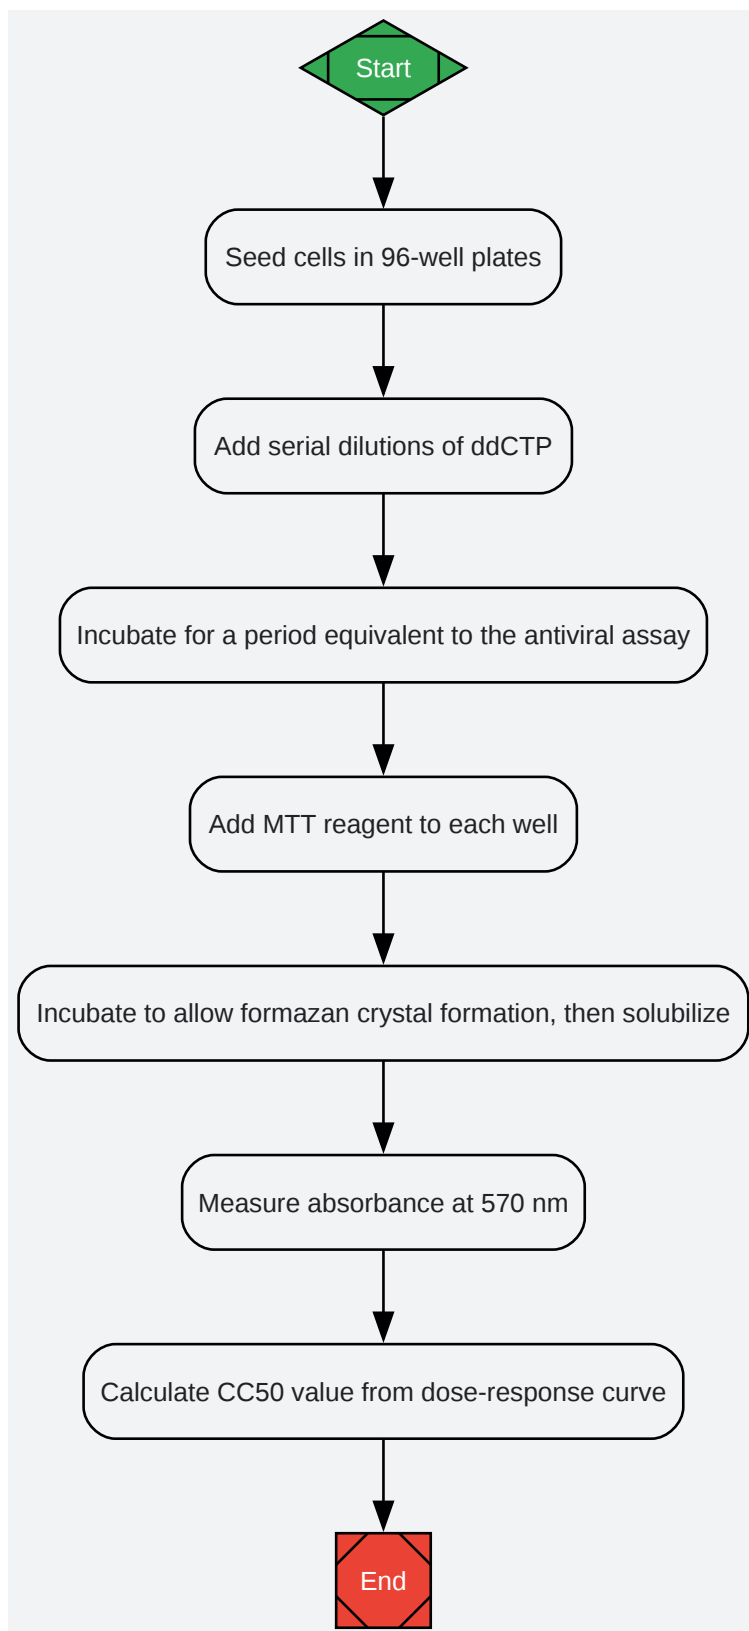 Start
Seed cells in 96-well plates
Add serial dilutions of ddCTP
Incubate for a period equivalent to the antiviral assay
Add MTT reagent to each well
Incubate to allow formazan crystal formation, then solubilize
Measure absorbance at 570 nm
Calculate CC50 value from dose-response curve
End